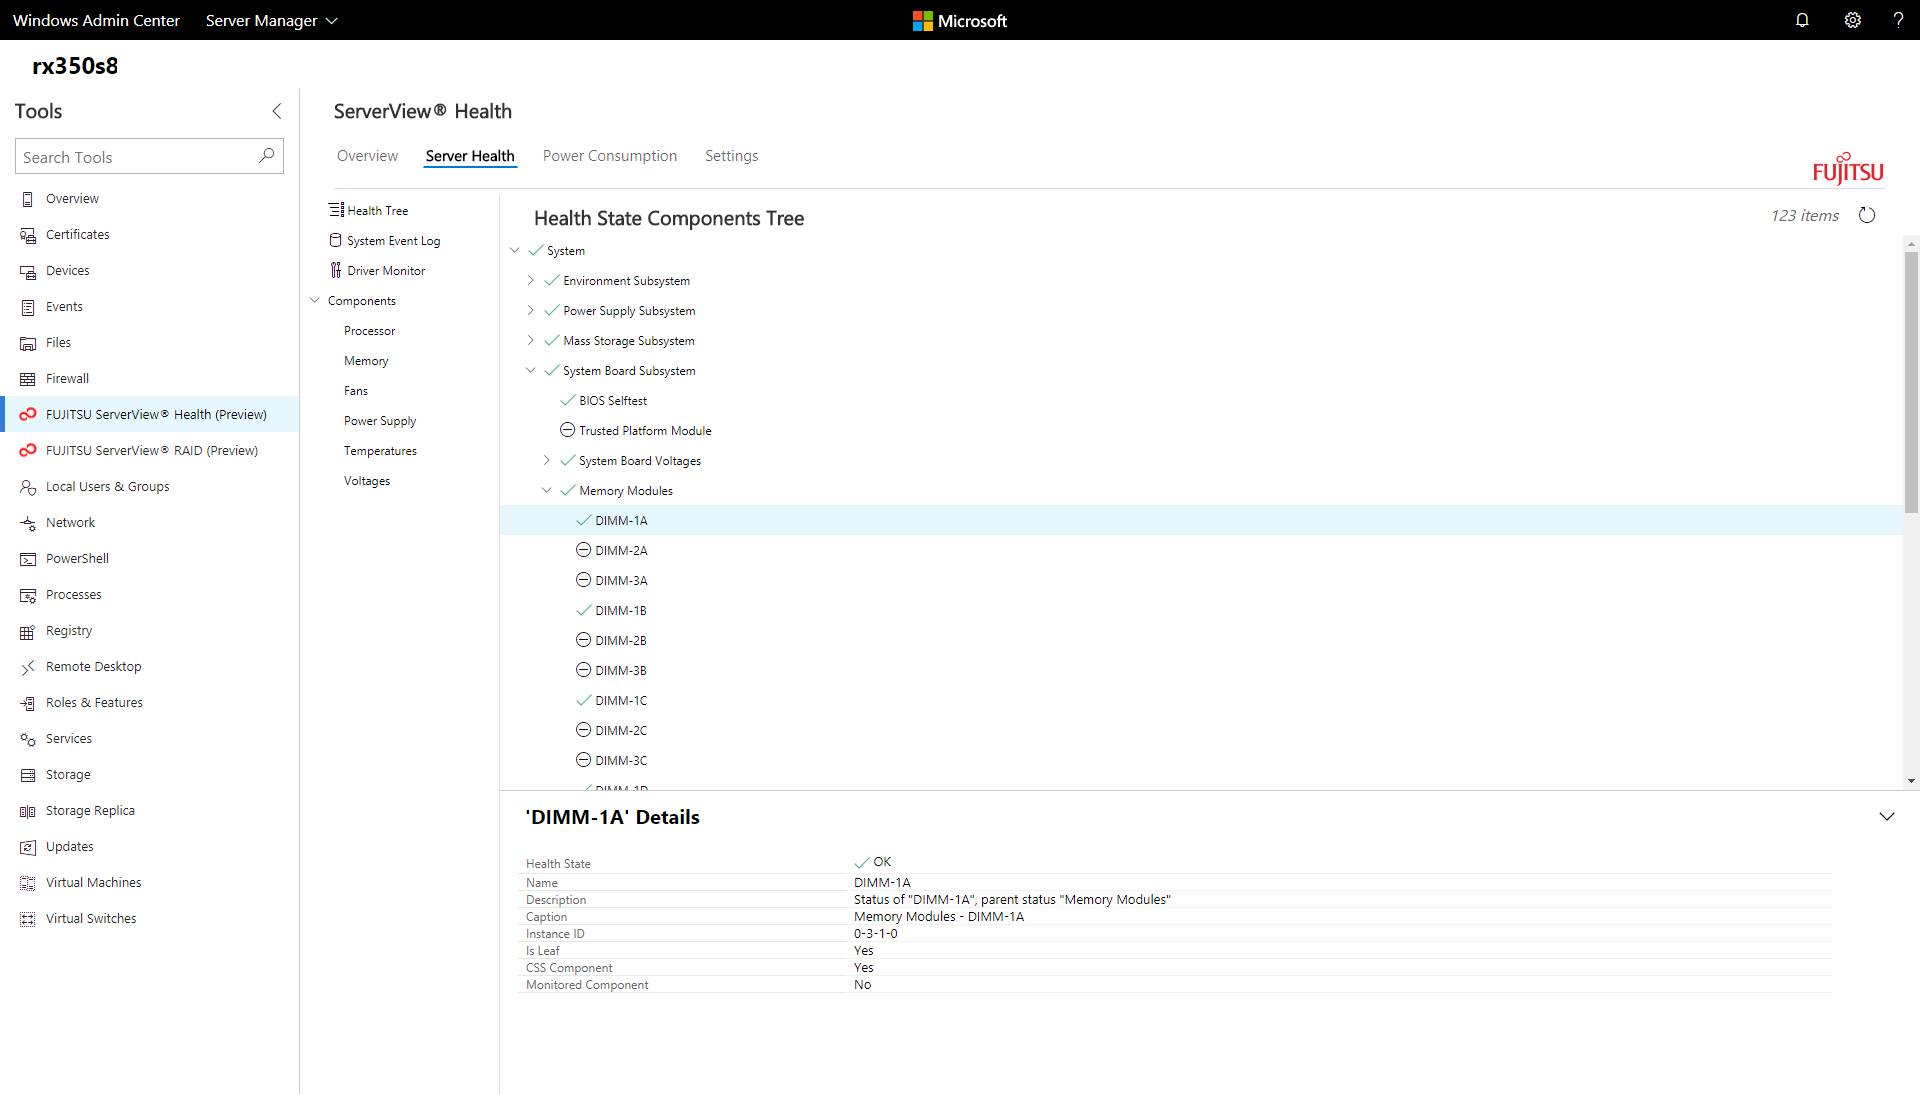 Windows Admin Center Server Manager Microsoft ?
rx350s8
Tools
Search Tools
Overview
Certificates
Devices
Events
Files
Firewall
FUJITSU ServerView® Health (Preview)
FUJITSU ServerView® RAID (Preview)
Local Users & Groups
Network
PowerShell
Processes
Registry
Remote Desktop
Roles & Features
Services
Storage
Storage Replica
Updates
Virtual Machines
Virtual Switches
ServerView® Health
Overview Server Health Power Consumption Settings
FUJITSU
Health Tree
System Event Log
Driver Monitor
Components
Processor
Memory
Fans
Power Supply
Temperatures
Voltages
Health State Components Tree
123 items
System
Environment Subsystem
Power Supply Subsystem
Mass Storage Subsystem
System Board Subsystem
BIOS Selftest
Trusted Platform Module
System Board Voltages
Memory Modules
DIMM-1A
DIMM-2A
DIMM-3A
DIMM-1B
DIMM-2B
DIMM-3B
DIMM-1C
DIMM-2C
DIMM-3C
DIMM-1D
'DIMM-1A' Details
Health State OK
Name DIMM-1A
Description Status of "DIMM-1A", parent status "Memory Modules"
Caption Memory Modules - DIMM-1A
Instance ID 0-3-1-0
Is Leaf Yes
CSS Component Yes
Monitored Component No